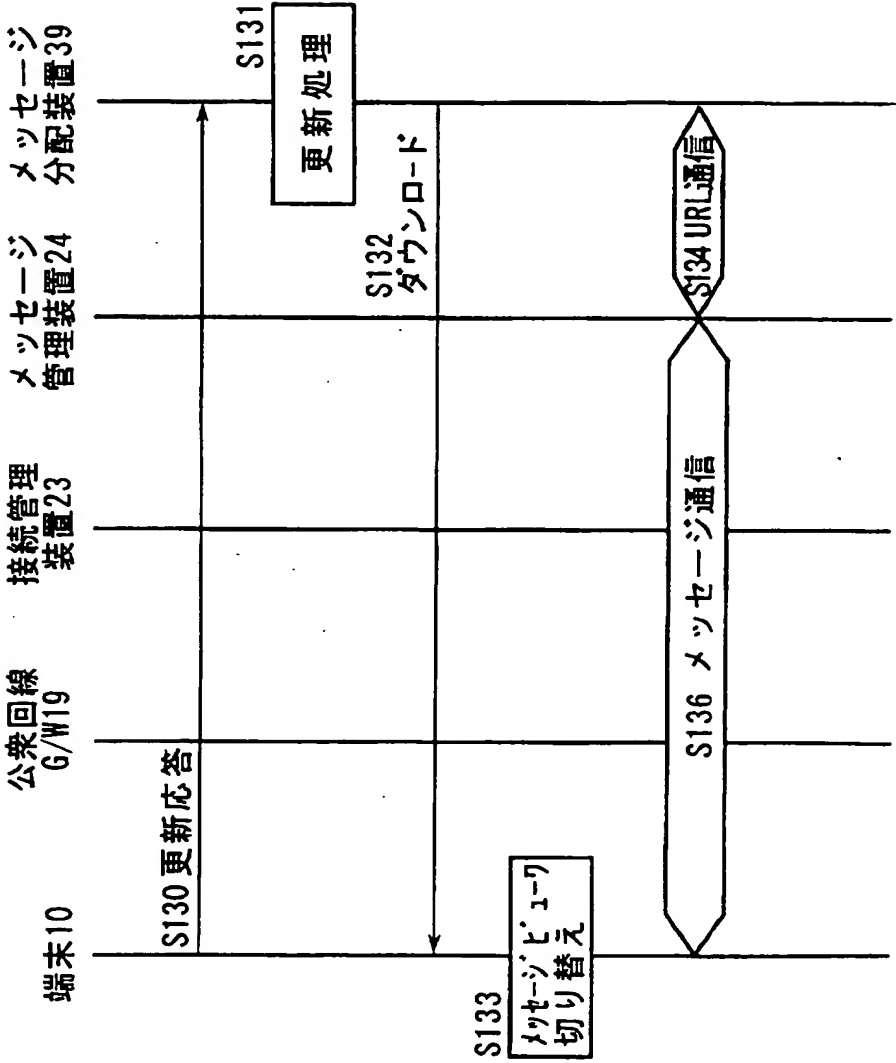 端末10
公衆回線
G/W19
接続管理
装置23
メッセージ
管理装置24
メッセージ
分配装置39
S130 更新応答
S131
更新処理
S132
ダウンロード
S133
メッセージビューワ
切り替え
S134 URL通信
S136 メッセージ通信